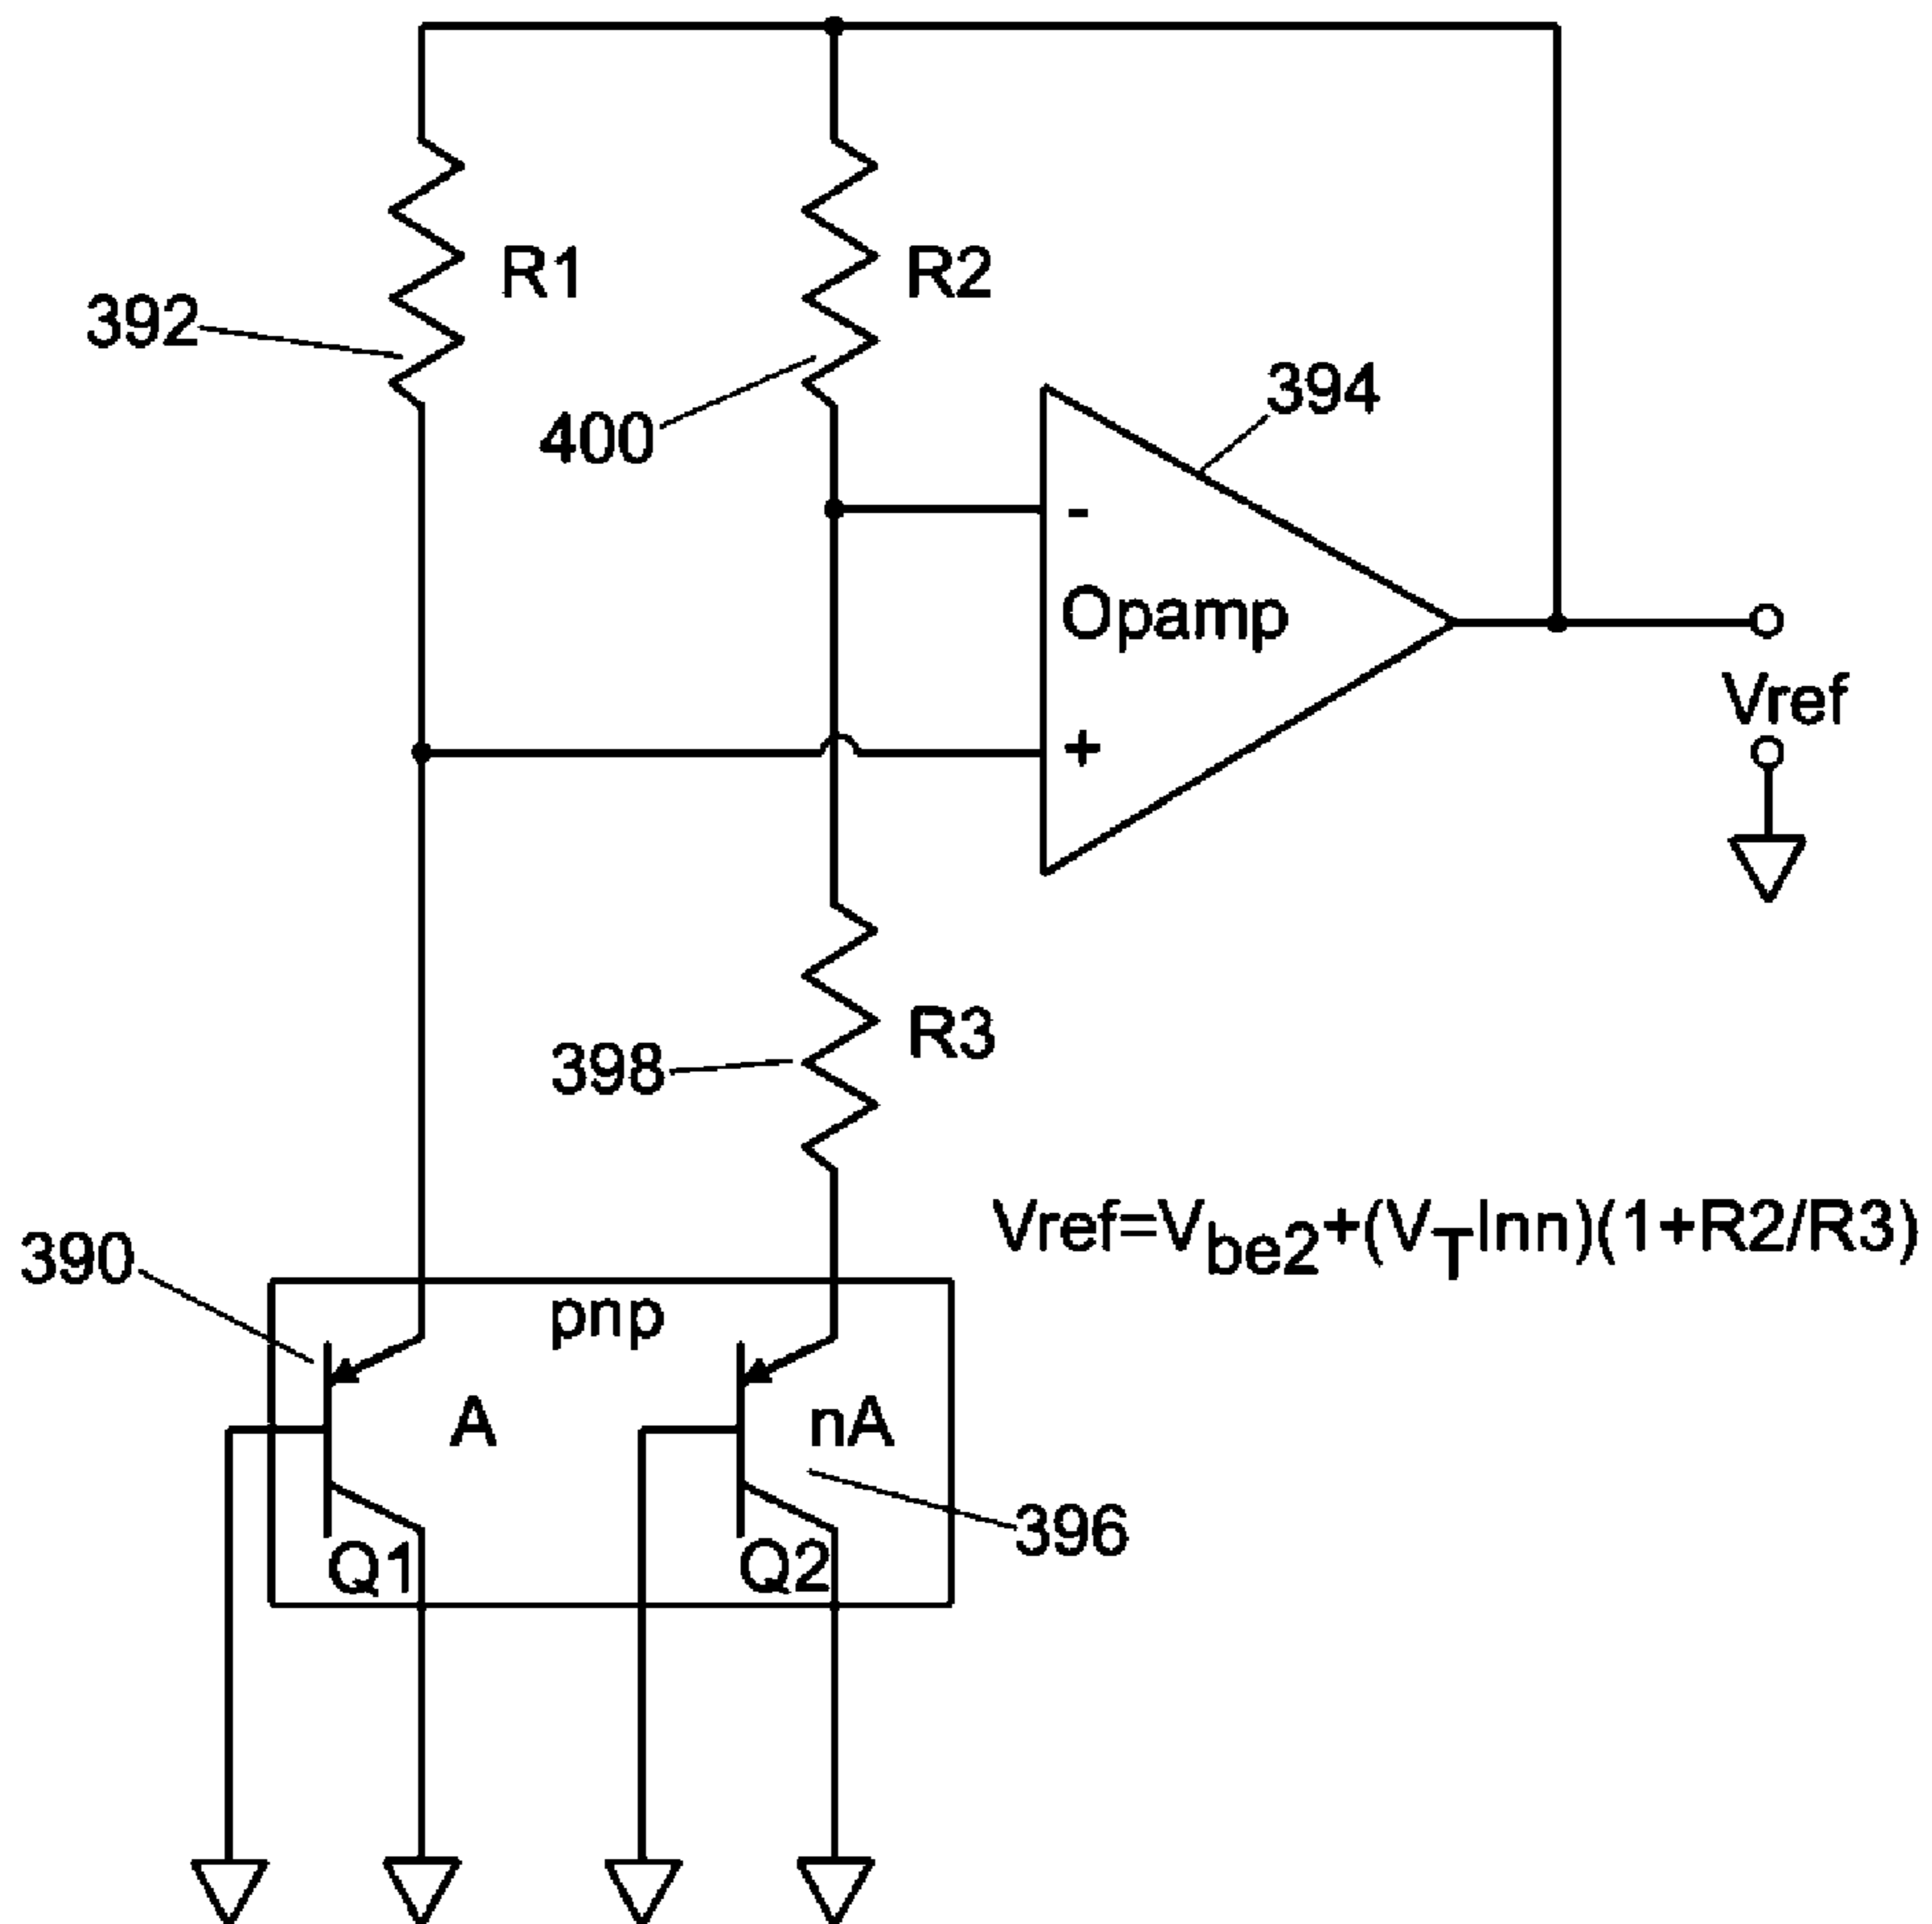 R1
R2
392
394
400
-
Opamp
+
Vref
R3
398
Vref=Vbe2+(VTlnn)(1+R2/R3)
390
pnp
A
nA
396
Q1
Q2